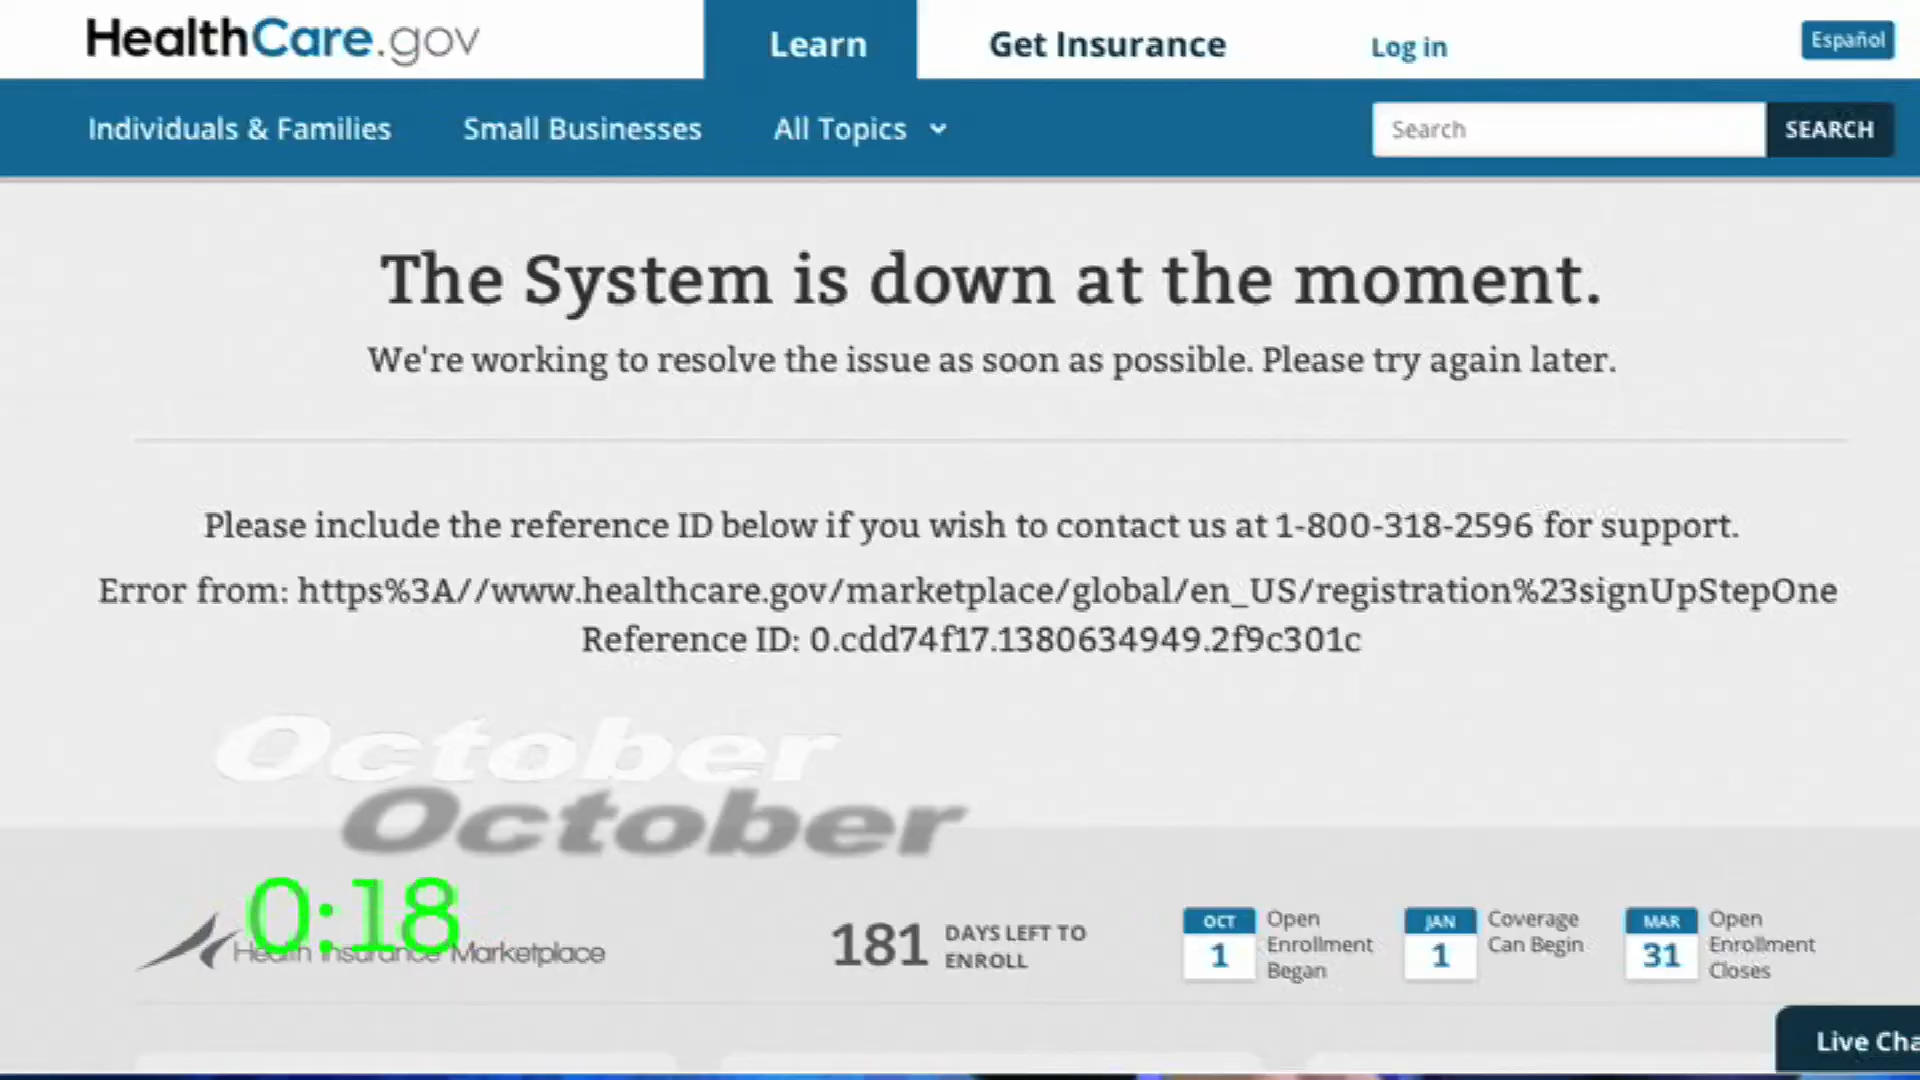 HealthCare.gov
Learn
Get Insurance
Log in
Español
Individuals & Families
Small Businesses
All Topics
Search
SEARCH
The System is down at the moment.
We're working to resolve the issue as soon as possible. Please try again later.
Please include the reference ID below if you wish to contact us at 1-800-318-2596 for support.
Error from: https%3A//www.healthcare.gov/marketplace/global/en_US/registration%23signUpStepOne
Reference ID: 0.cdd74f17.1380634949.2f9c301c
October
October
0:18
Health Insurance Marketplace
181
DAYS LEFT TO
ENROLL
OCT
1
Open
Enrollment
Began
JAN
1
Coverage
Can Begin
MAR
31
Open
Enrollment
Closes
Live Cha